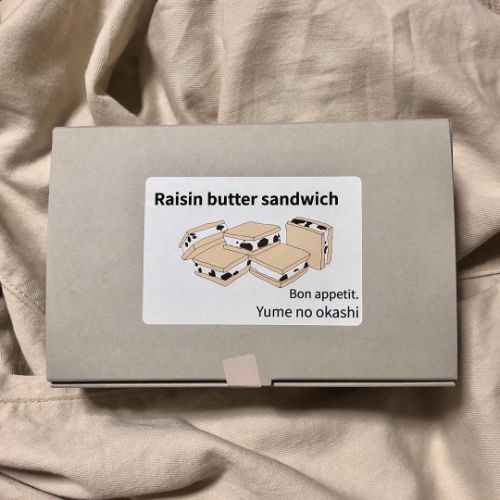 Raisin butter sandwich
Bon appetit.
Yume no okashi